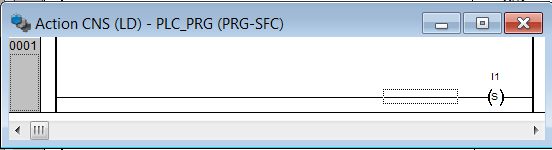 Action CNS (LD) - PLC_PRG (PRG-SFC)
0001
I1
S